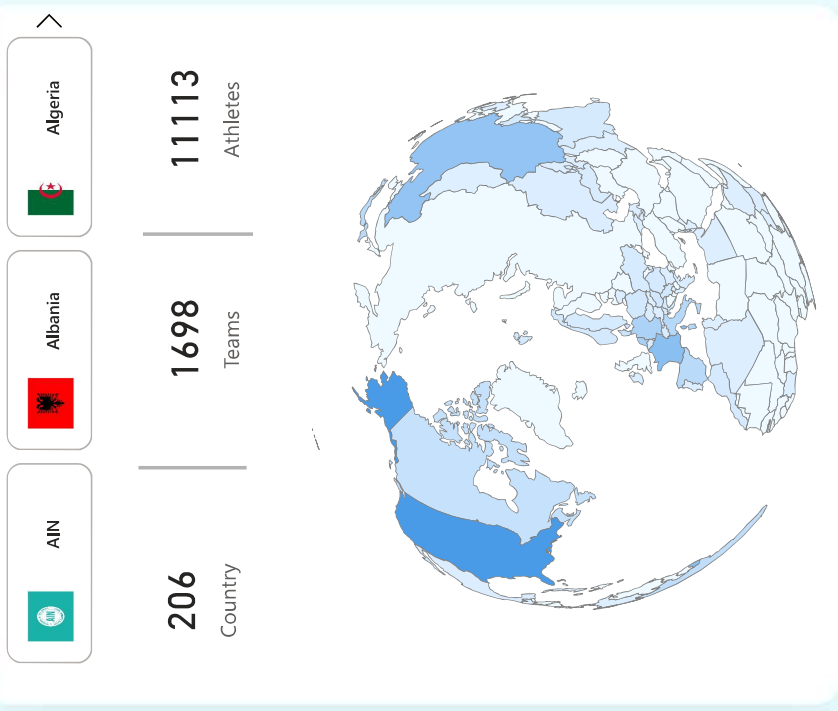 AIN
Albania
Algeria
206
Country
1698
Teams
11113
Athletes